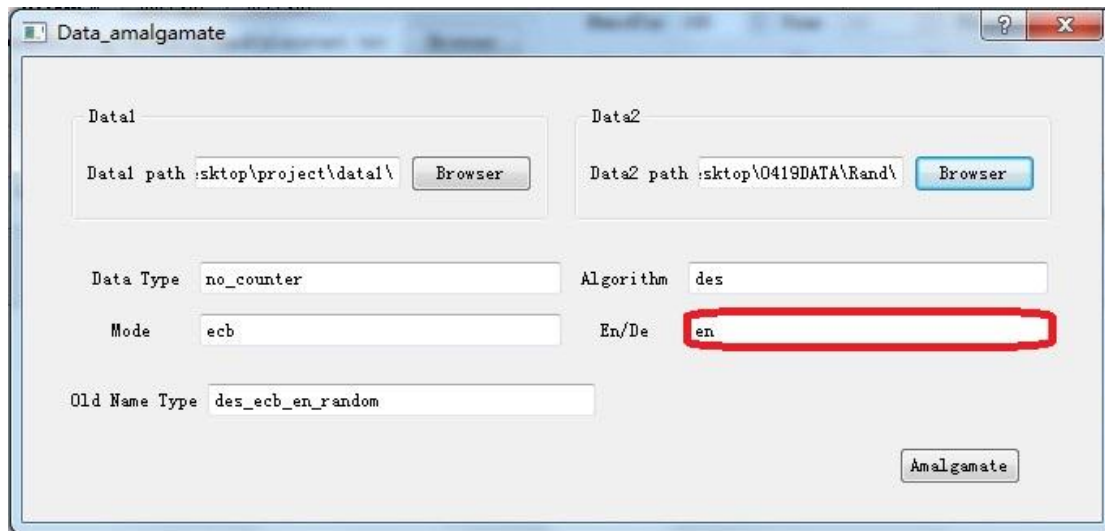 Data_amalgamate
Data1
Data2
Data1 path :sktop\project\data1\ Browser
Data2 path :sktop\0419DATA\Rand\ Browser
Data Type no_counter
Algorithm des
Mode ecb
En/De en
Old Name Type des_ecb_en_random
Amalgamate